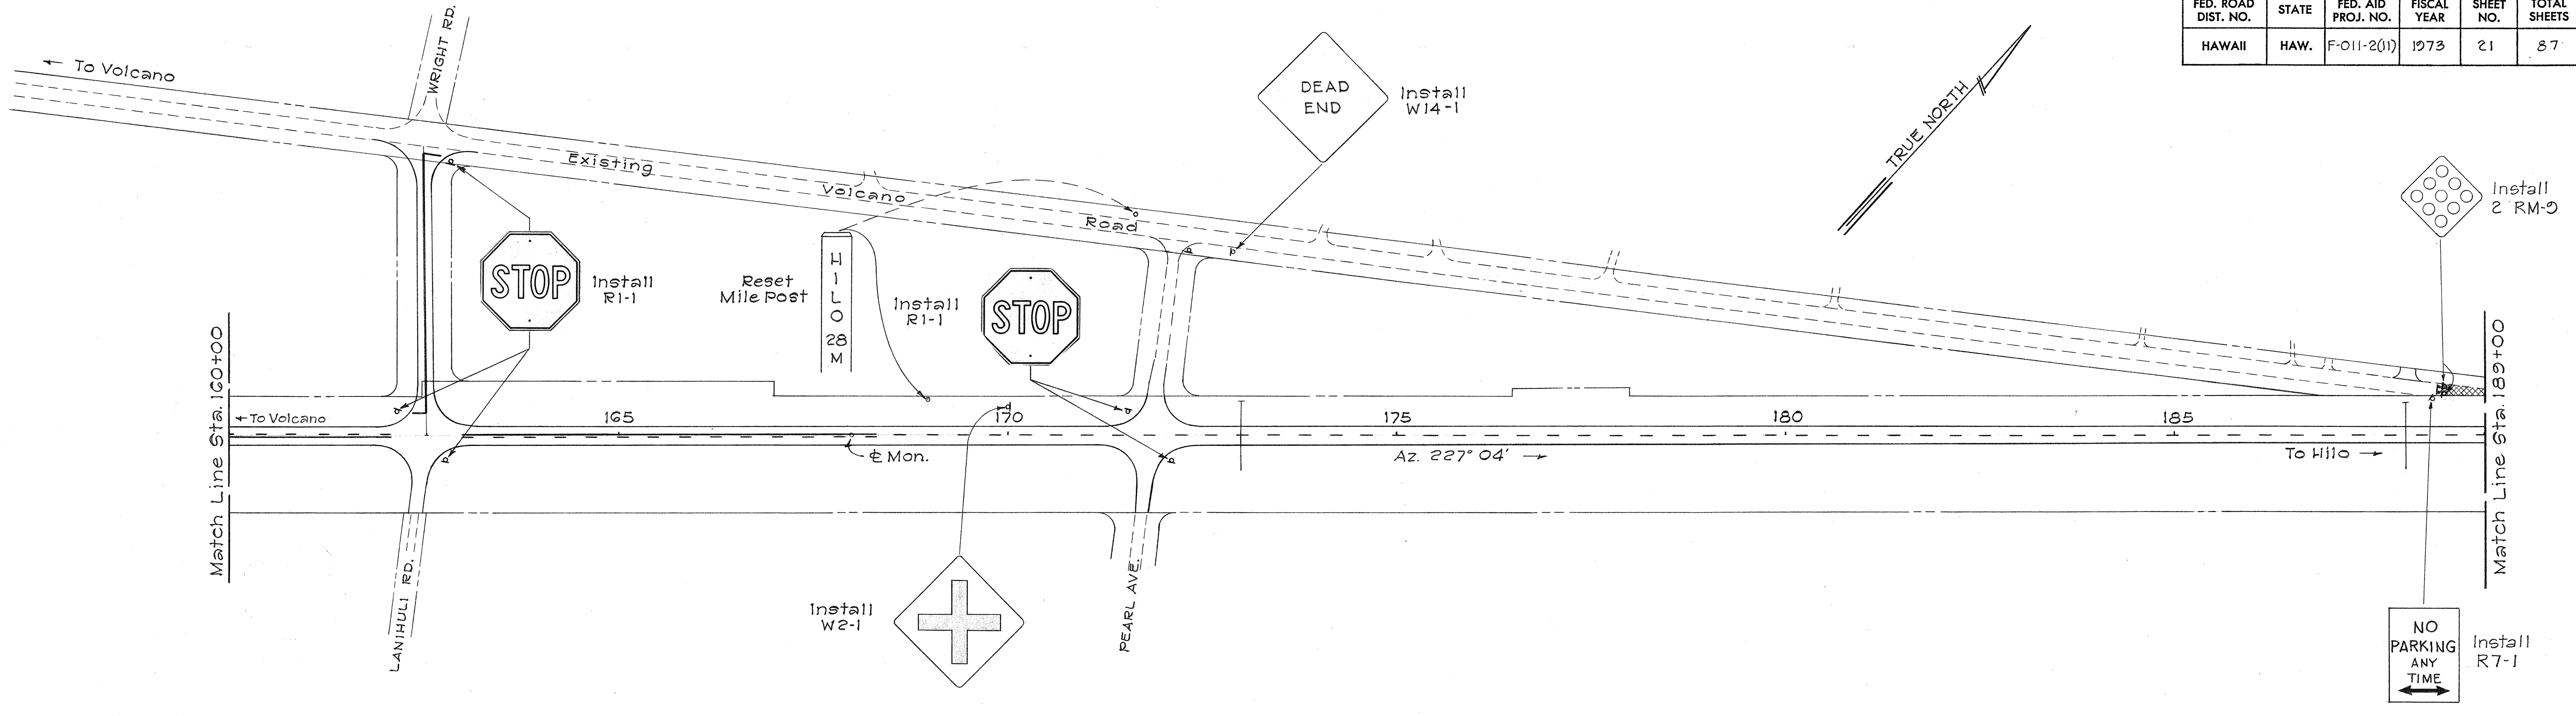 FED. ROAD DIST. NO.
STATE
FED. AID PROJ. NO.
FISCAL YEAR
SHEET NO.
TOTAL SHEETS
HAWAII
HAW.
F-011-2(11)
1973
21
87
← To Volcano
WRIGHT RD.
DEAD
END
Install
W14-1
TRUE NORTH
Install
2 RM-9
Existing
Volcano
Road
STOP
Install
R1-1
Reset
Mile Post
H
I
L
O
28
M
Install
R1-1
STOP
Match Line Sta. 160+00
← To Volcano
165
170
175
180
185
℄ Mon.
Az. 227° 04' →
To Hilo →
Match Line Sta. 189+00
LANIHULI RD.
PEARL AVE.
Install
W2-1
NO
PARKING
ANY
TIME
Install
R7-1